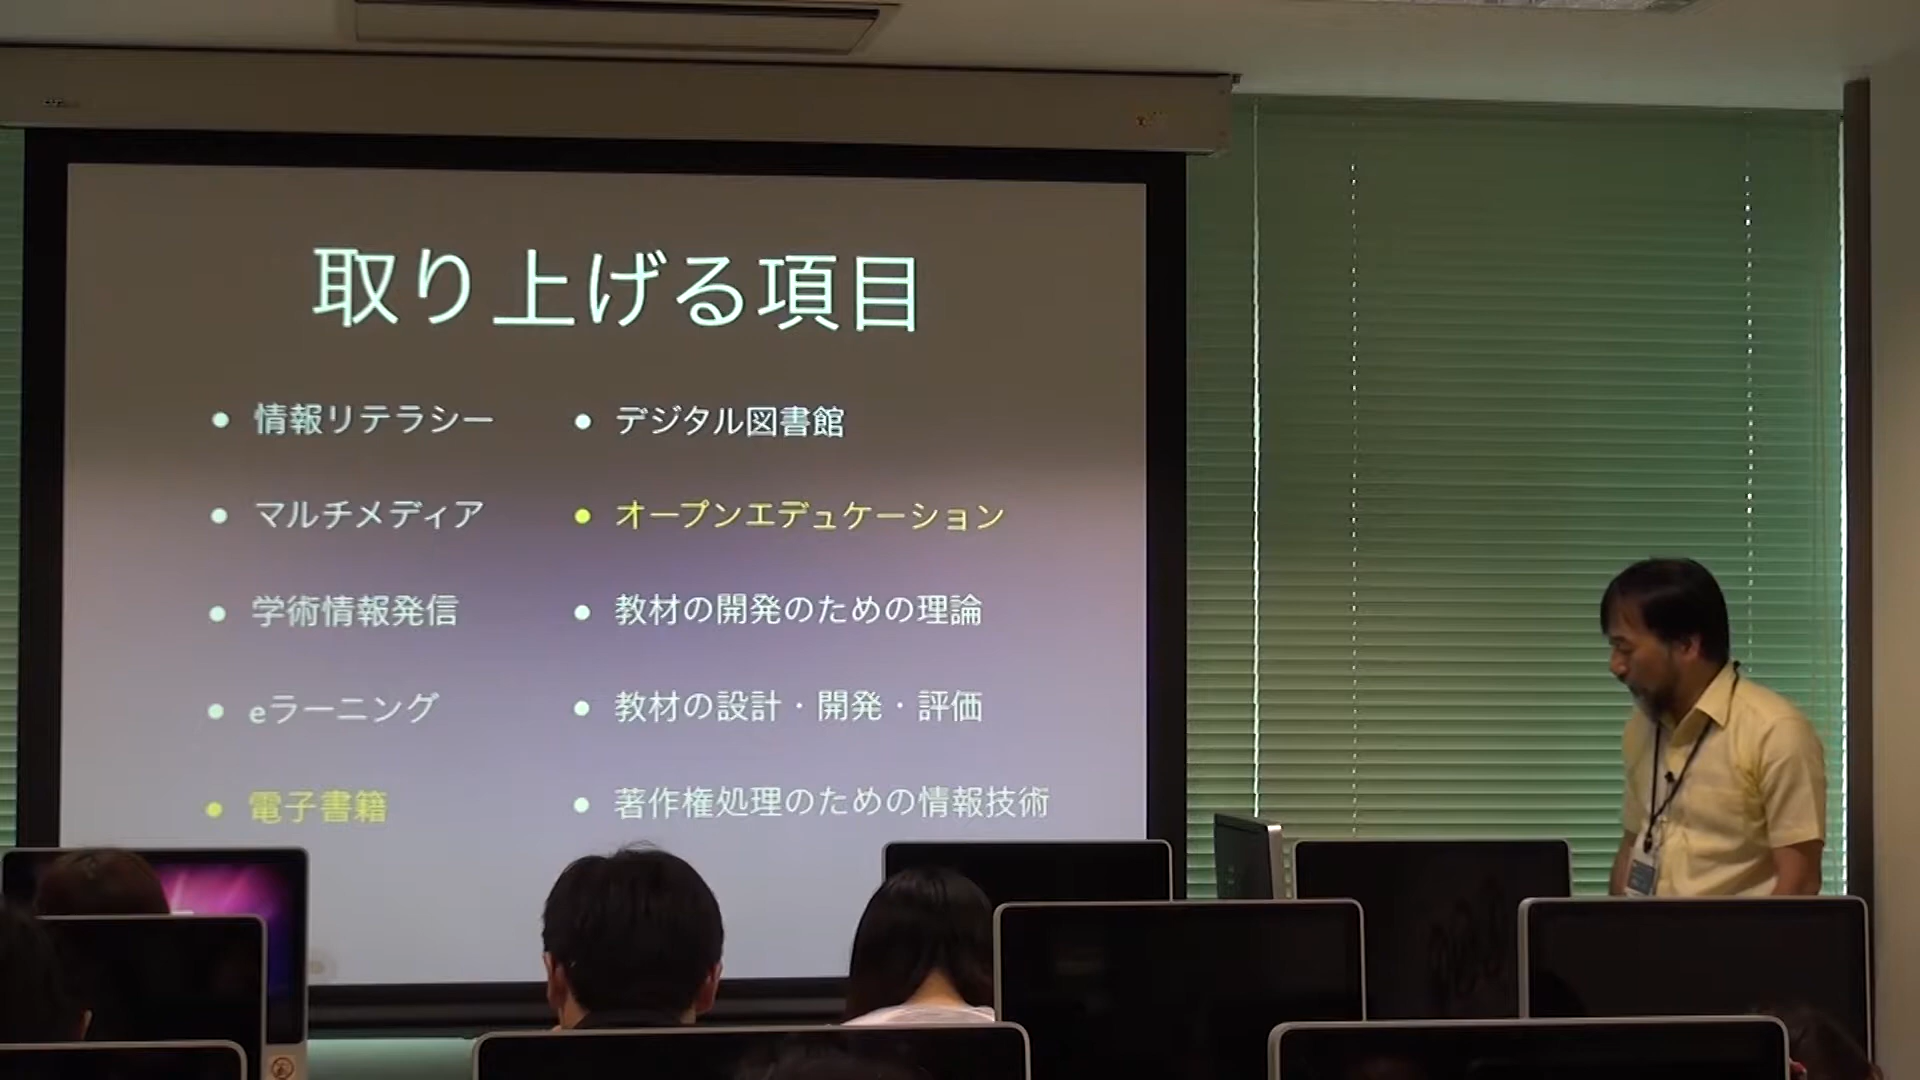 取り上げる項目
情報リテラシー
マルチメディア
学術情報発信
eラーニング
電子書籍
デジタル図書館
オープンエデュケーション
教材の開発のための理論
教材の設計・開発・評価
著作権処理のための情報技術